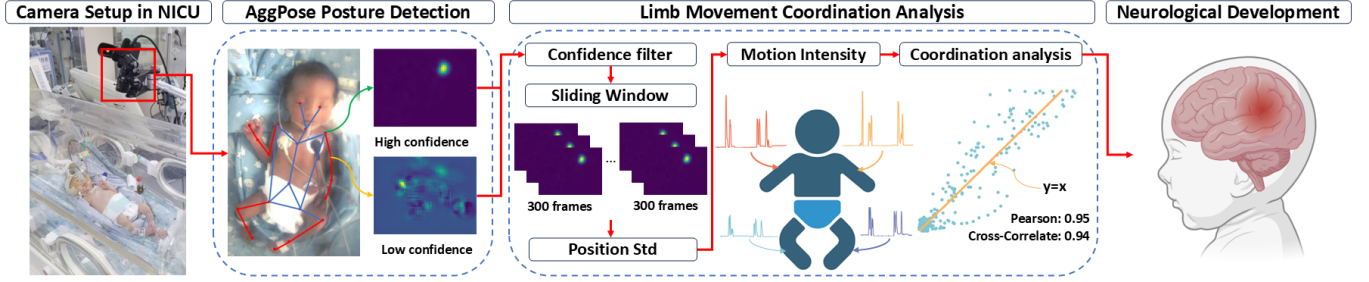 Camera Setup in NICU
AggPose Posture Detection
Limb Movement Coordination Analysis
Neurological Development
High confidence
Low confidence
Confidence filter
Sliding Window
...
300 frames
300 frames
Position Std
Motion Intensity
Coordination analysis
y=x
Pearson: 0.95
Cross-Correlate: 0.94